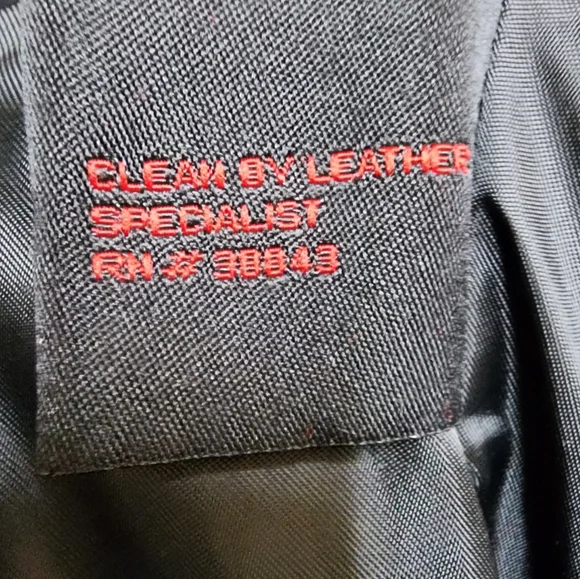 CLEAN BY LEATHER
SPECIALIST
RN # 38843